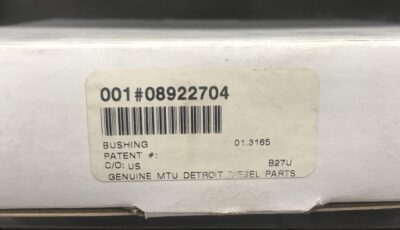 001#08922704
BUSHING 01.3165
PATENT #:
C/O: US B27U
GENUINE MTU DETROIT DIESEL PARTS